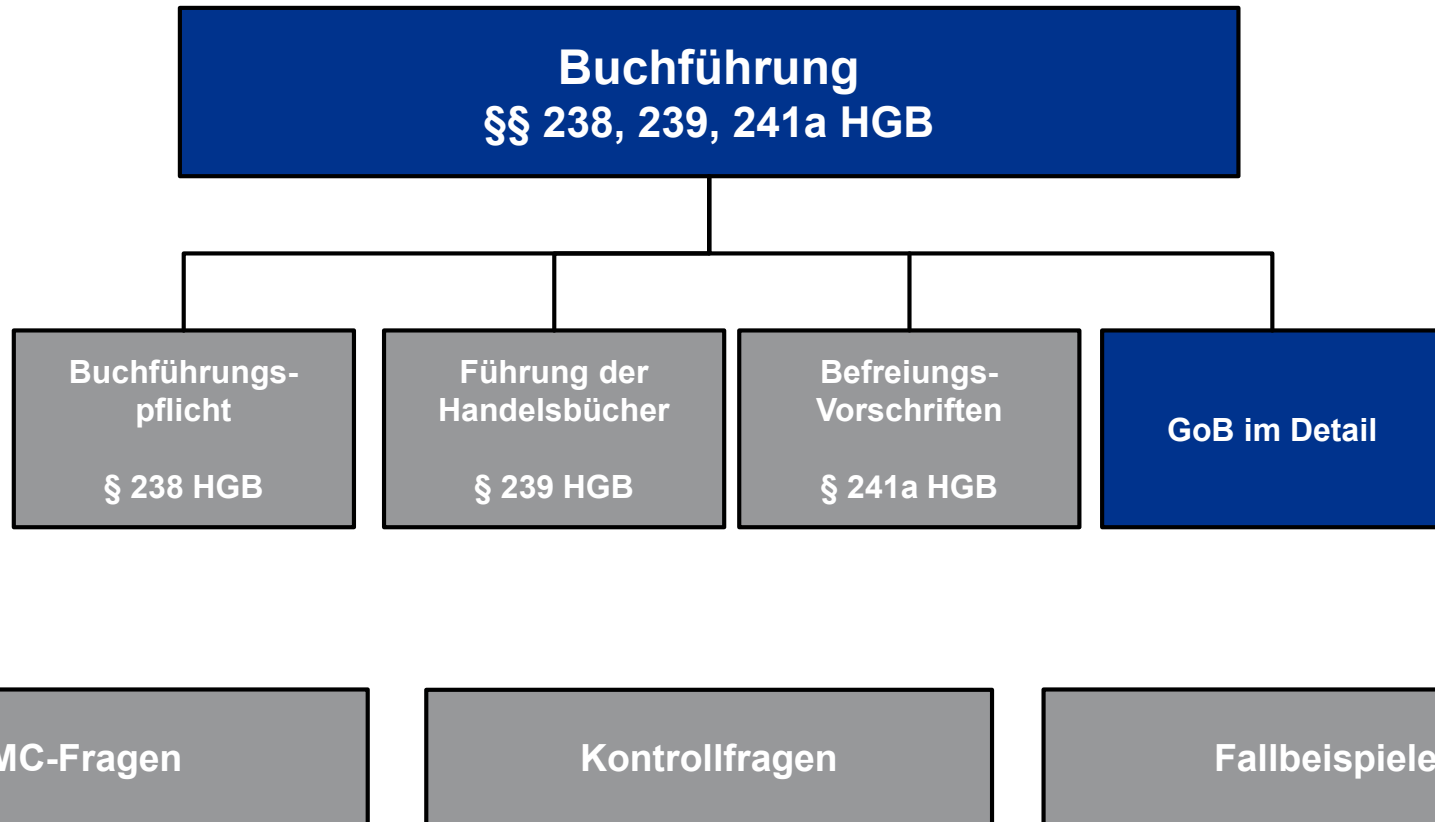 Buchführung
§§ 238, 239, 241a HGB
Buchführungs-
pflicht
§ 238 HGB
Führung der
Handelsbücher
§ 239 HGB
Befreiungs-
Vorschriften
§ 241a HGB
GoB im Detail
MC-Fragen
Kontrollfragen
Fallbeispiele